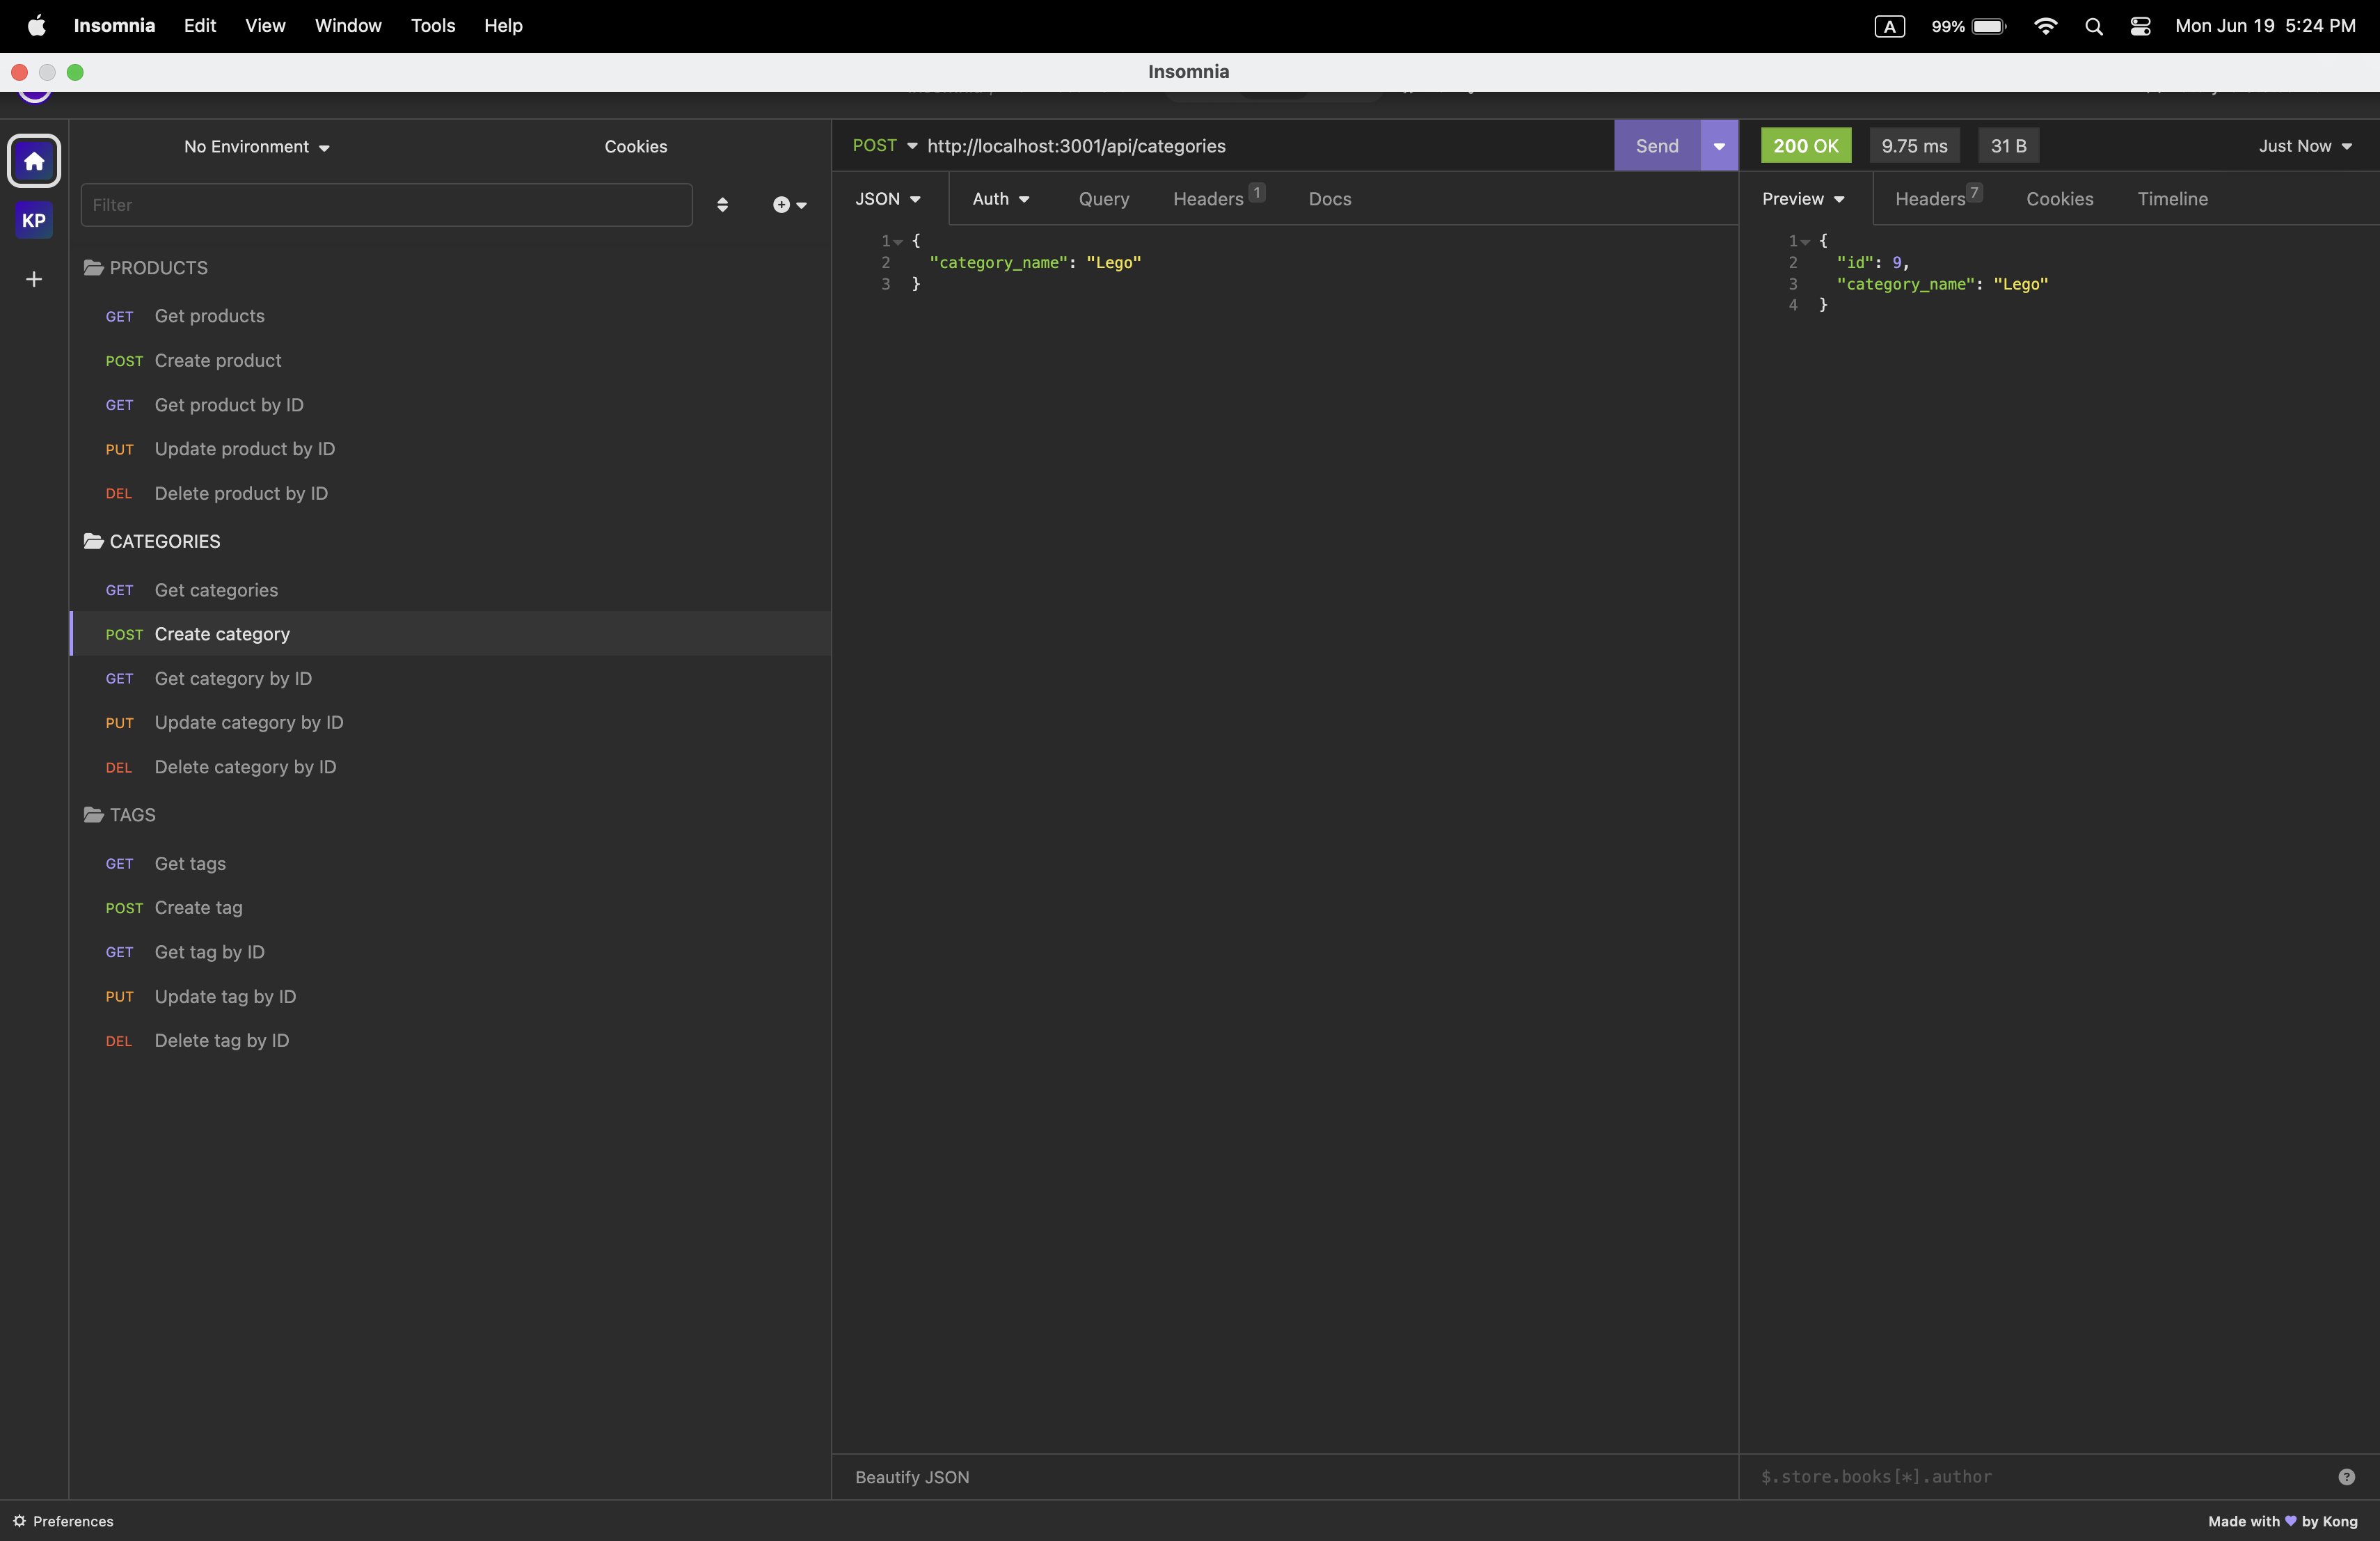 Insomnia Edit View Window Tools Help A 99% Mon Jun 19 5:24 PM
Insomnia
No Environment Cookies
Filter
KP
PRODUCTS
GET Get products
POST Create product
GET Get product by ID
PUT Update product by ID
DEL Delete product by ID
CATEGORIES
GET Get categories
POST Create category
GET Get category by ID
PUT Update category by ID
DEL Delete category by ID
TAGS
GET Get tags
POST Create tag
GET Get tag by ID
PUT Update tag by ID
DEL Delete tag by ID
POST http://localhost:3001/api/categories Send
JSON Auth Query Headers 1 Docs
1 {
2 "category_name": "Lego"
3 }
Beautify JSON
200 OK 9.75 ms 31 B Just Now
Preview Headers 7 Cookies Timeline
1 {
2 "id": 9,
3 "category_name": "Lego"
4 }
$.store.books[*].author ?
Preferences
Made with 💜 by Kong